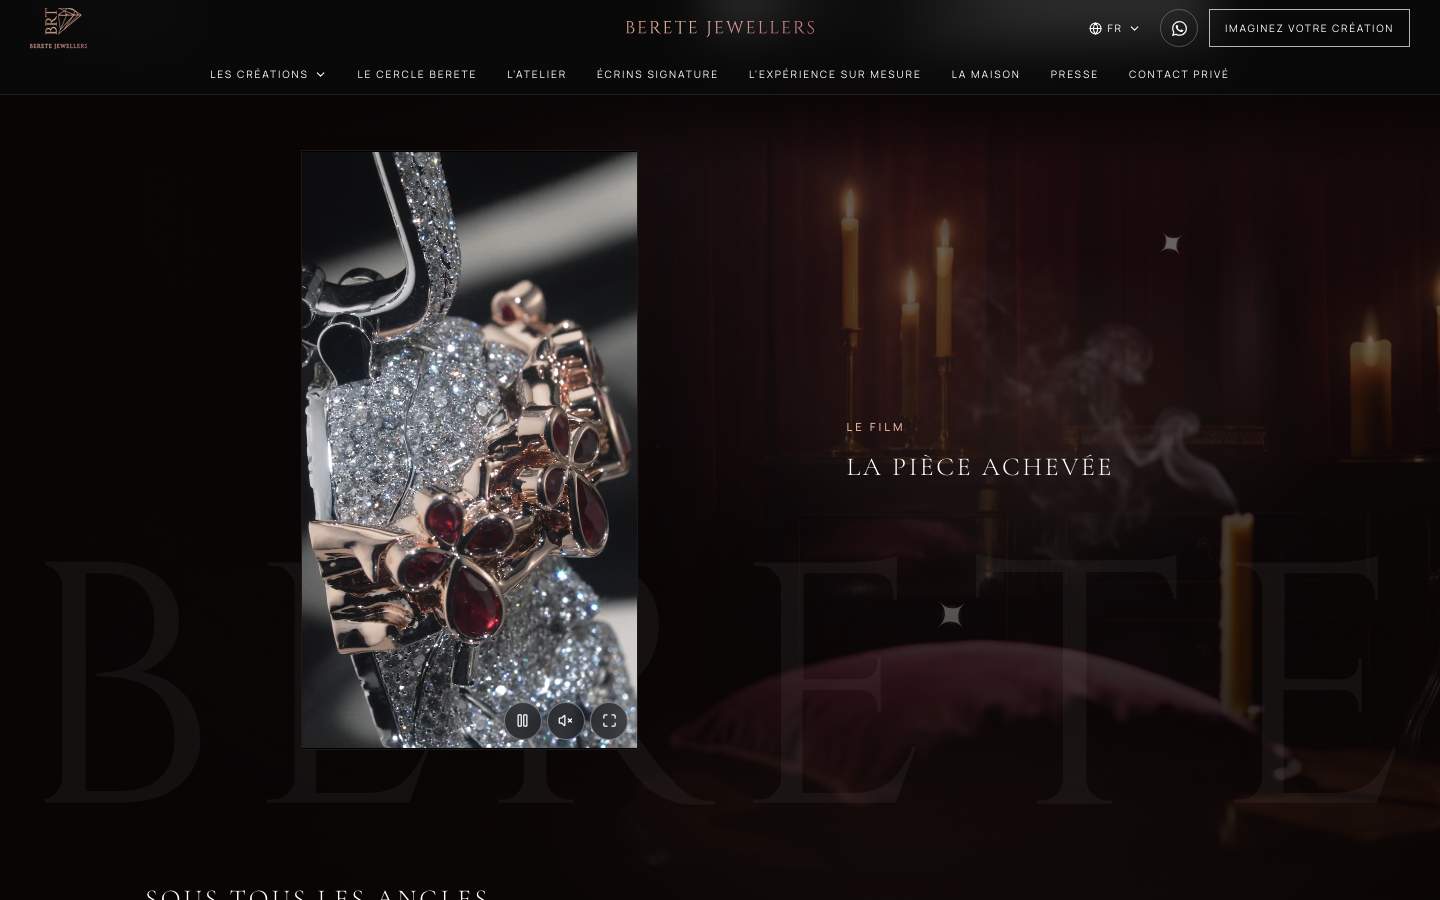 BRT
BERETE JEWELLERS
BERETE JEWELLERS
FR
IMAGINEZ VOTRE CRÉATION
LES CRÉATIONS
LE CERCLE BERETE
L'ATELIER
ÉCRINS SIGNATURE
L'EXPÉRIENCE SUR MESURE
LA MAISON
PRESSE
CONTACT PRIVÉ
LE FILM
LA PIÈCE ACHEVÉE
BERETE
SOUS TOUS LES ANGLES